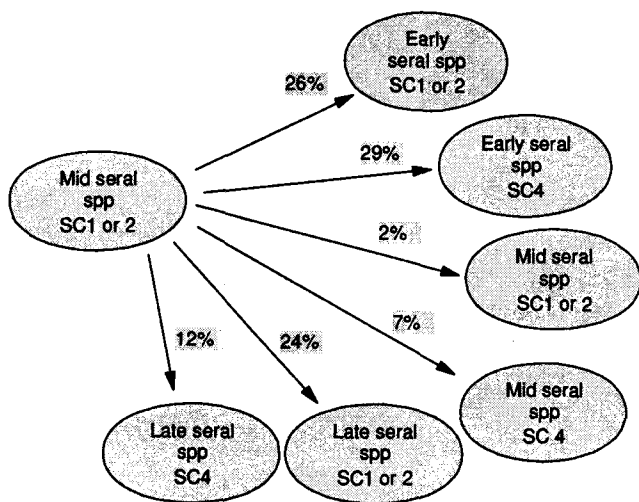 Early
seral spp
SC1 or 2
26%
Early seral
spp
SC4
29%
Mid seral
spp
SC1 or 2
2%
Mid seral
spp
SC1 or 2
7%
Mid seral
spp
SC 4
12%
24%
Late seral
spp
SC4
Late seral
spp
SC1 or 2